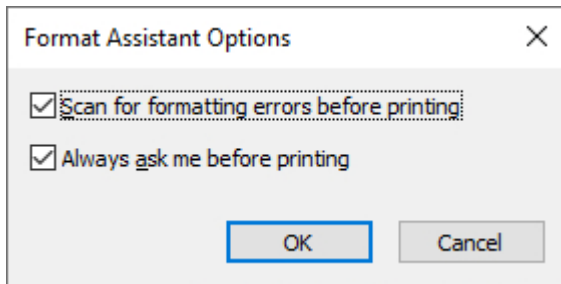 Format Assistant Options
Scan for formatting errors before printing
Always ask me before printing
OK
Cancel